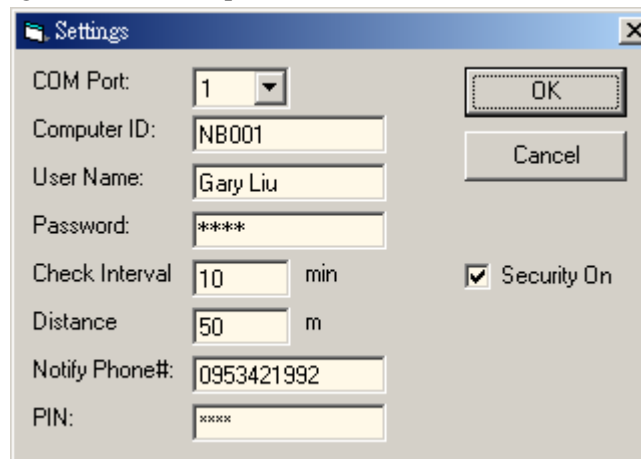 Settings
COM Port: 1
OK
Computer ID: NB001
Cancel
User Name: Gary Liu
Password: ****
Check Interval 10 min
Security On
Distance 50 m
Notify Phone#: 0953421992
PIN: ****